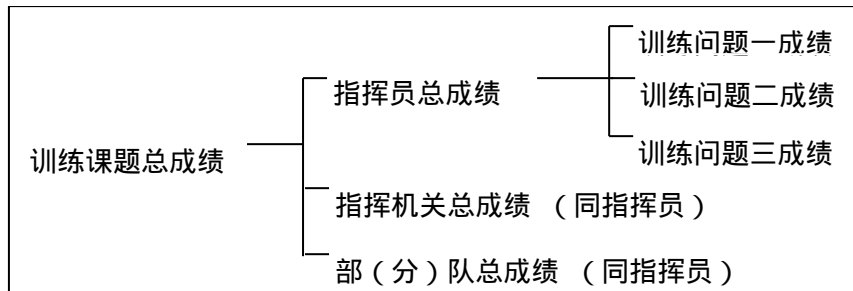 训练问题一成绩
指挥员总成绩
训练问题二成绩
训练课题总成绩
训练问题三成绩
指挥机关总成绩 （同指挥员）
部（分）队总成绩 （同指挥员）